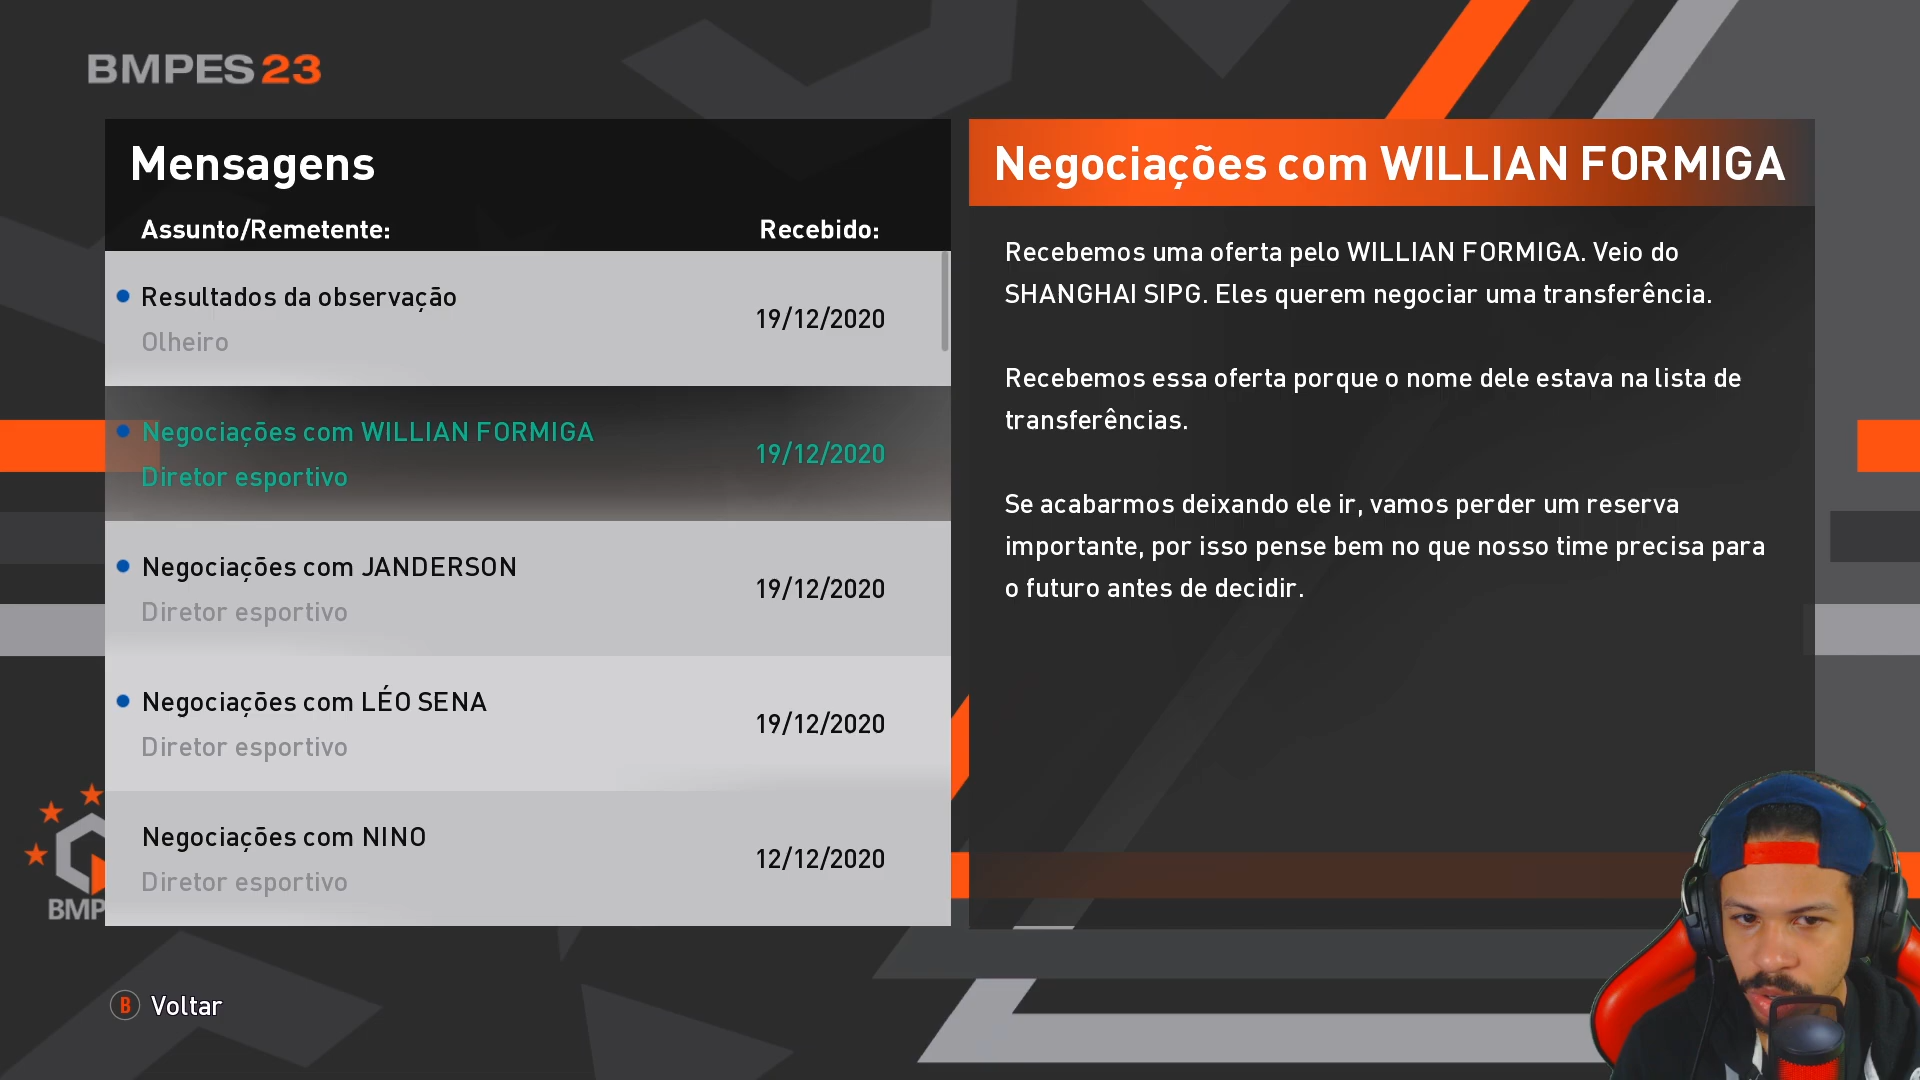 BMPES 23
Mensagens
Assunto/Remetente:
Recebido:
Resultados da observação
Olheiro
19/12/2020
Negociações com WILLIAN FORMIGA
Diretor esportivo
19/12/2020
Negociações com JANDERSON
Diretor esportivo
19/12/2020
Negociações com LÉO SENA
Diretor esportivo
19/12/2020
Negociações com NINO
Diretor esportivo
12/12/2020
Negociações com WILLIAN FORMIGA
Recebemos uma oferta pelo WILLIAN FORMIGA. Veio do
SHANGHAI SIPG. Eles querem negociar uma transferência.
Recebemos essa oferta porque o nome dele estava na lista de
transferências.
Se acabarmos deixando ele ir, vamos perder um reserva
importante, por isso pense bem no que nosso time precisa para
o futuro antes de decidir.
BMP
B Voltar